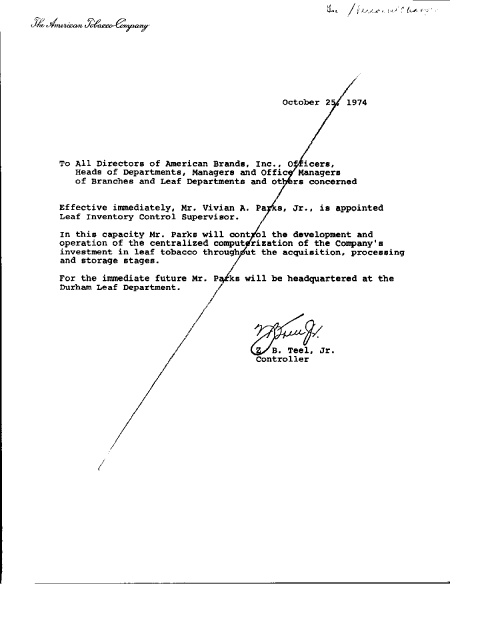 The American Tobacco Company
October 25, 1974
To All Directors of American Brands, Inc., Officers,
Heads of Departments, Managers and Office Managers
of Branches and Leaf Departments and others concerned
Effective immediately, Mr. Vivian A. Parks, Jr., is appointed
Leaf Inventory Control Supervisor.
In this capacity Mr. Parks will control the development and
operation of the centralized computerization of the Company's
investment in leaf tobacco throughout the acquisition, processing
and storage stages.
For the immediate future Mr. Parks will be headquartered at the
Durham Leaf Department.
Z. B. Teel, Jr.
Controller